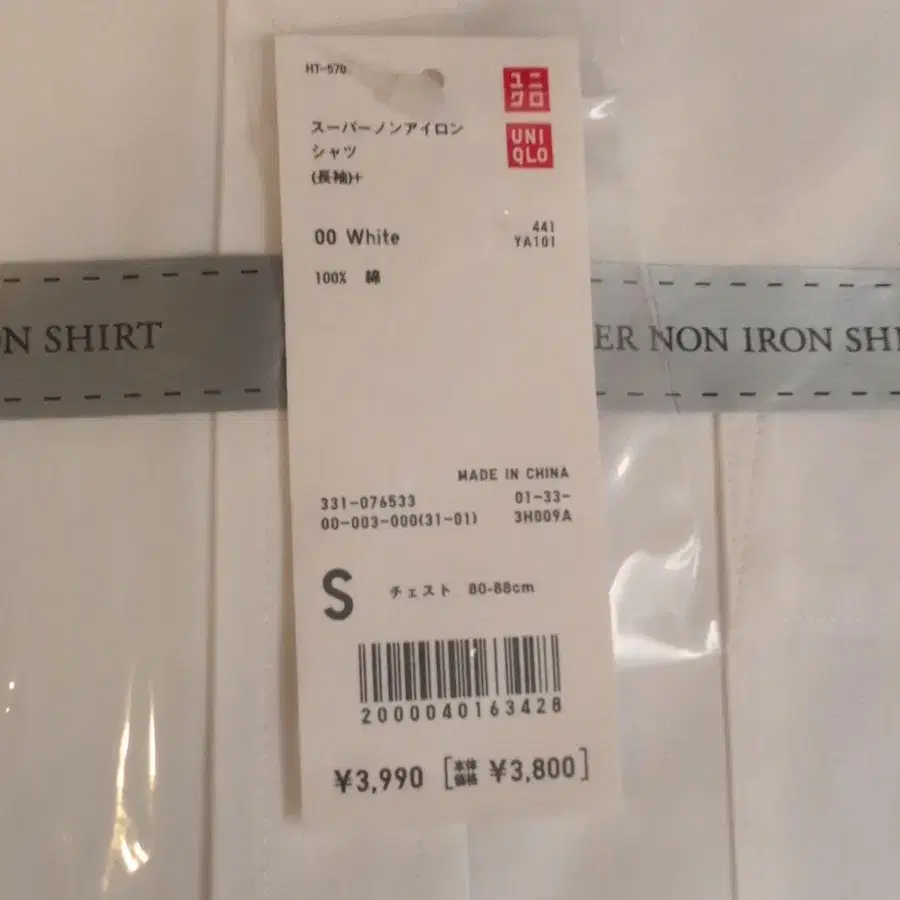 HT-570
ユニ
クロ
UNI
QLO
スーパーノンアイロン
シャツ
(長袖)+
00 White
441
YA101
100% 綿
ON SHIRT
ER NON IRON SHI
MADE IN CHINA
331-076533 01-33-
00-003-000(31-01) 3H009A
S チェスト 80-88cm
2000040163428
¥3,990 [本体価格 ¥3,800]